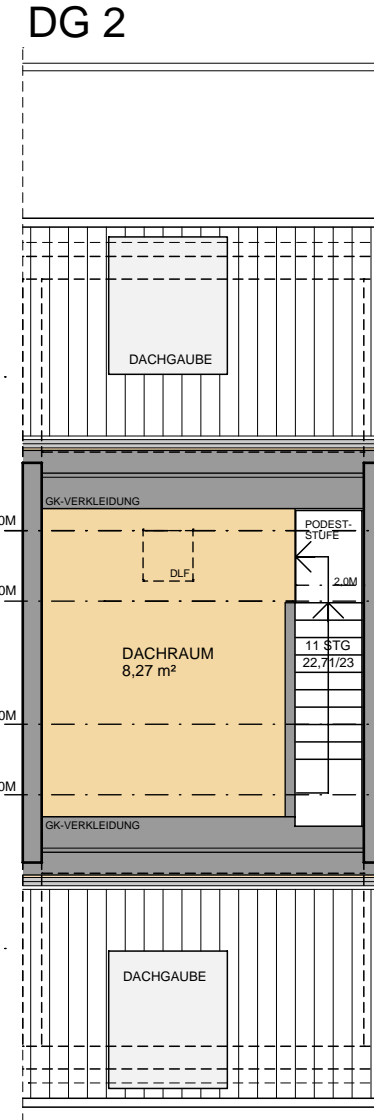 DG 2
DACHGAUBE
GK-VERKLEIDUNG
PODEST-
STUFE
DLF
2,0M
DACHRAUM
8,27 m²
11 STG
22,71/23
GK-VERKLEIDUNG
DACHGAUBE